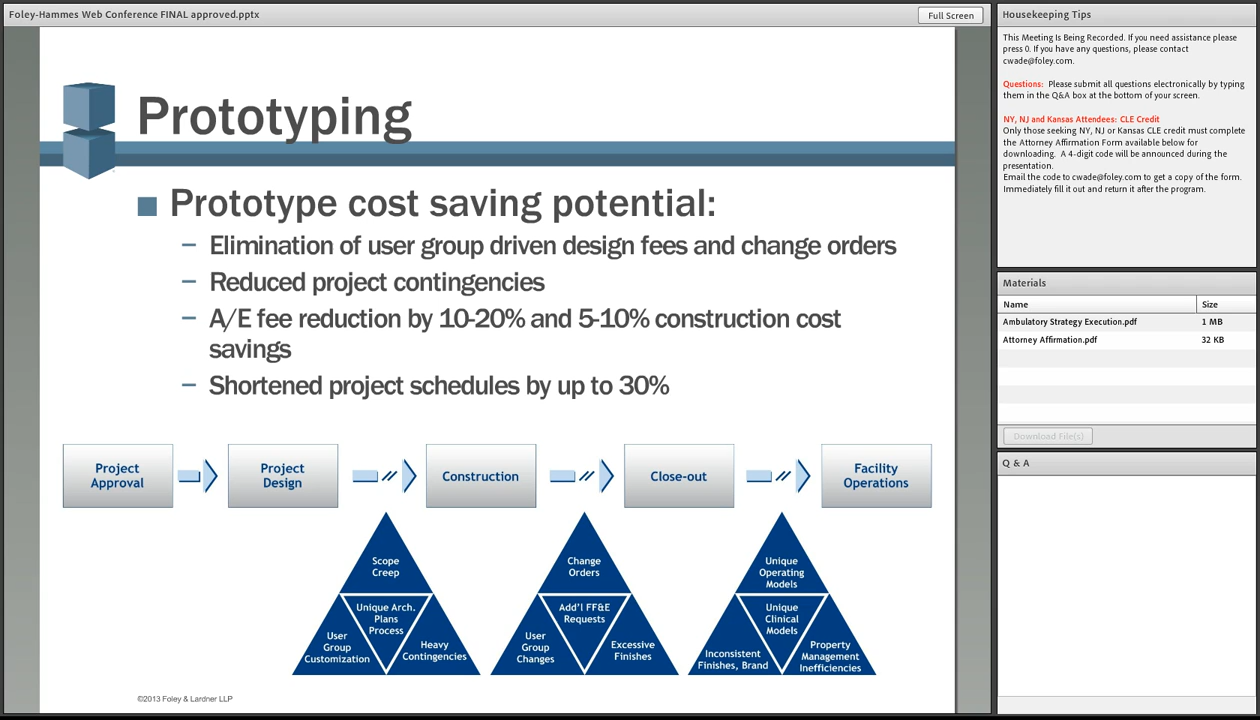 Foley-Hammes Web Conference FINAL approved.pptx
Full Screen
Prototyping
Prototype cost saving potential:
– Elimination of user group driven design fees and change orders
– Reduced project contingencies
– A/E fee reduction by 10-20% and 5-10% construction cost
savings
– Shortened project schedules by up to 30%
Project
Approval
Project
Design
Construction
Close-out
Facility
Operations
Scope
Creep
Unique Arch.
Plans
Process
User
Group
Customization
Heavy
Contingencies
Change
Orders
Add'l FF&E
Requests
User
Group
Changes
Excessive
Finishes
Unique
Operating
Models
Unique
Clinical
Models
Inconsistent
Finishes, Brand
Property
Management
Inefficiencies
©2013 Foley & Lardner LLP
Housekeeping Tips
This Meeting Is Being Recorded. If you need assistance please
press 0. If you have any questions, please contact
cwade@foley.com.
Questions: Please submit all questions electronically by typing
them in the Q&A box at the bottom of your screen.
NY, NJ and Kansas Attendees: CLE Credit
Only those seeking NY, NJ or Kansas CLE credit must complete
the Attorney Affirmation Form available below for
downloading. A 4-digit code will be announced during the
presentation.
Email the code to cwade@foley.com to get a copy of the form.
Immediately fill it out and return it after the program.
Materials
Name Size
Ambulatory Strategy Execution.pdf 1 MB
Attorney Affirmation.pdf 32 KB
Download File(s)
Q & A